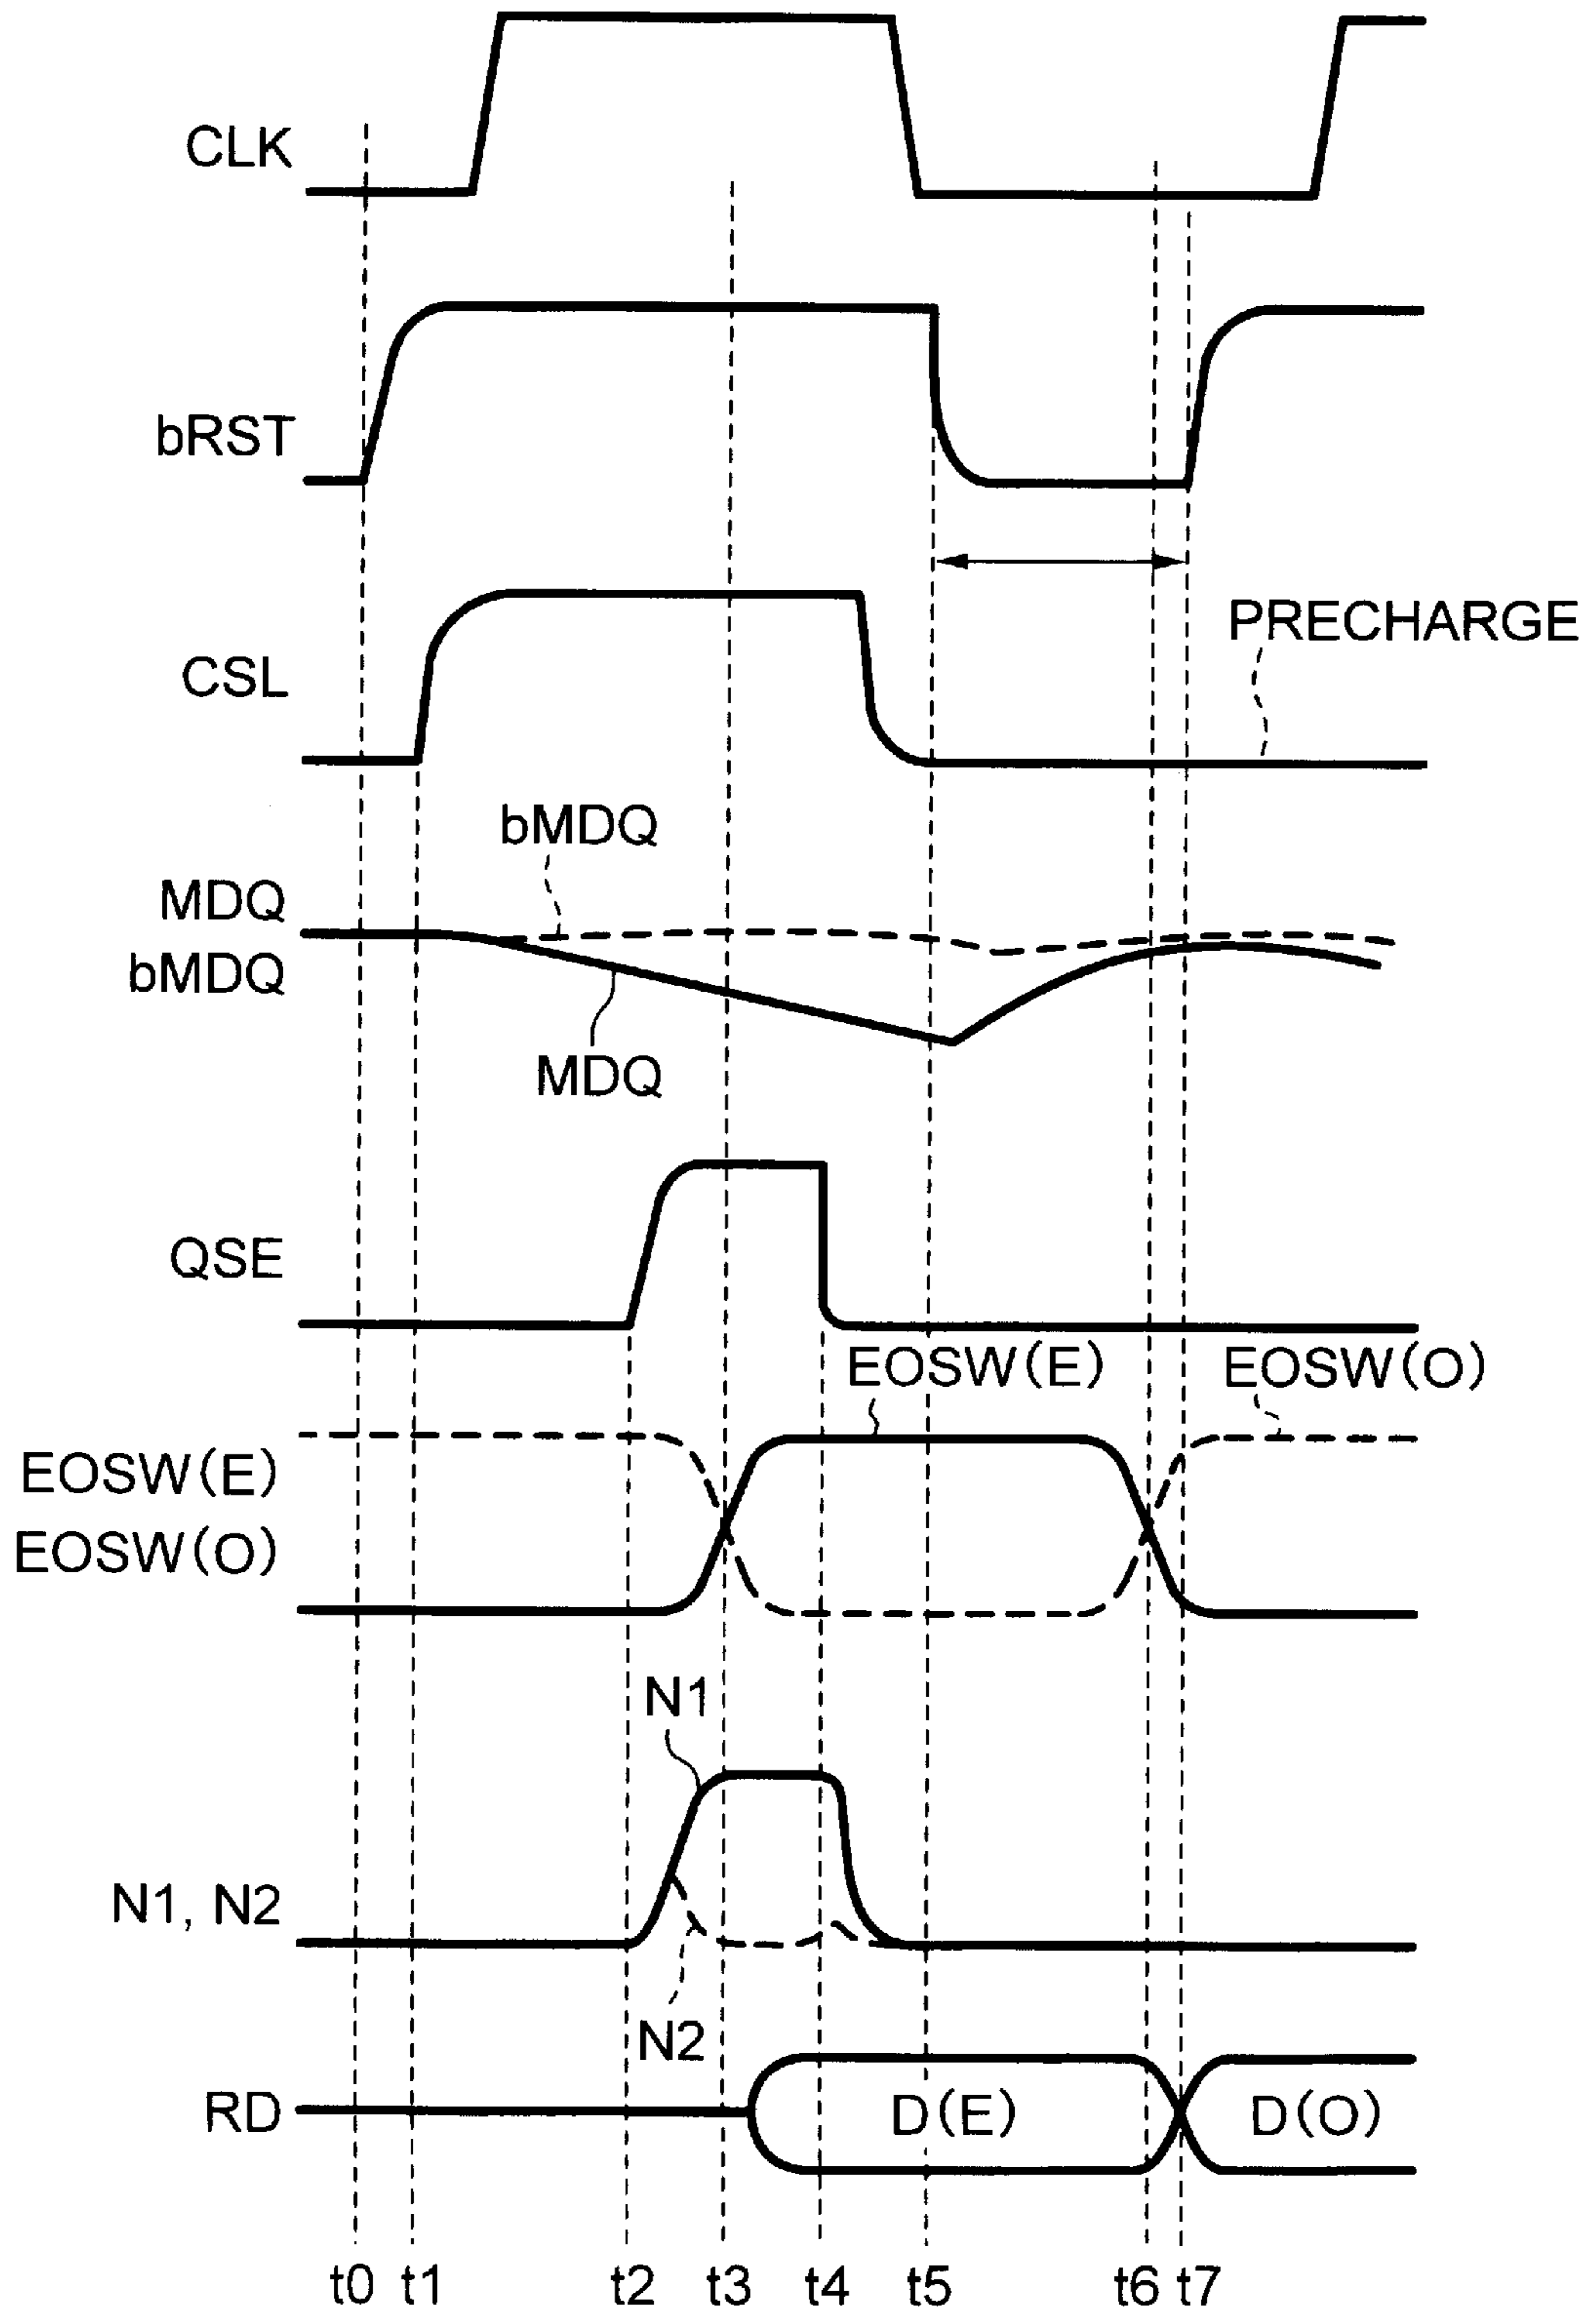 CLK
bRST
PRECHARGE
CSL
bMDQ
MDQ
bMDQ
MDQ
QSE
EOSW(E) EOSW(O)
EOSW(E)
EOSW(O)
N1
N1, N2
N2
RD D(E) D(O)
t0 t1 t2 t3 t4 t5 t6 t7